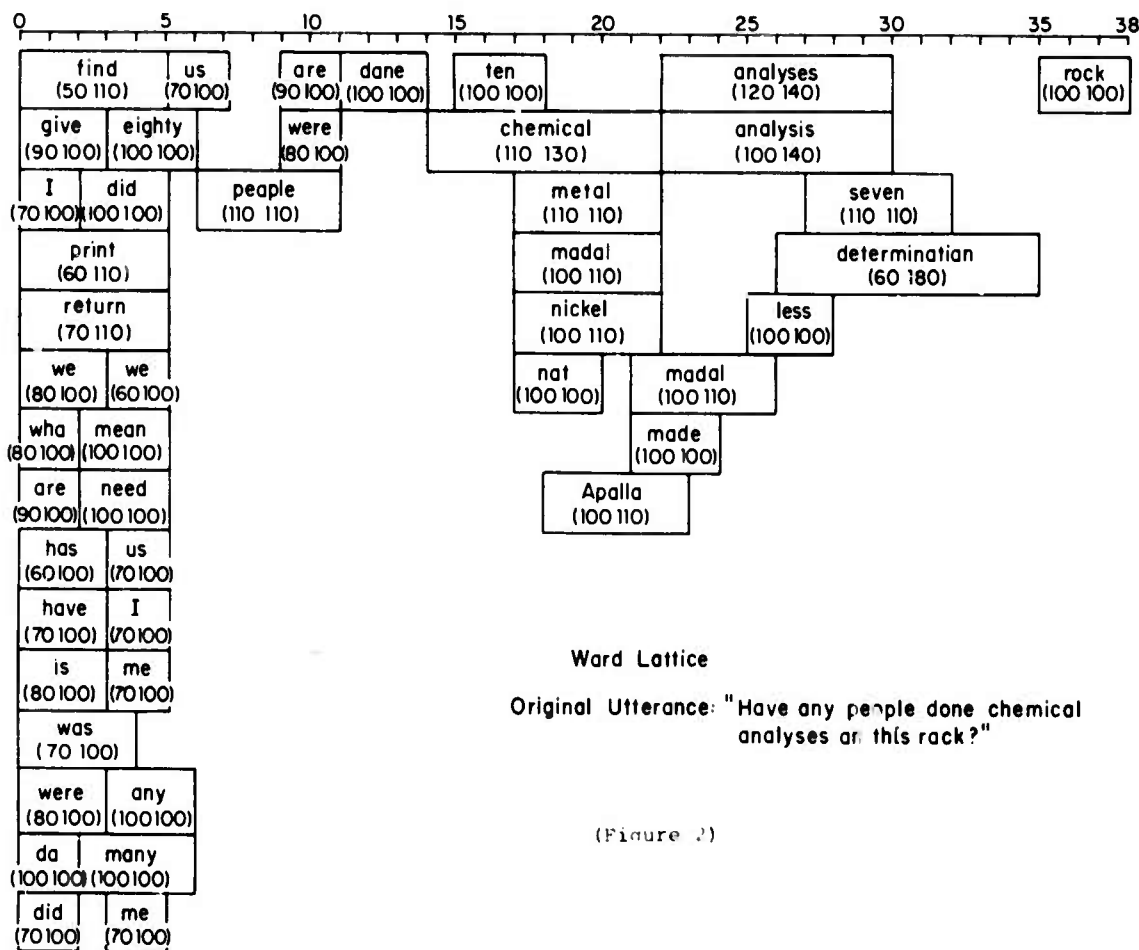 0 5 10 15 20 25 30 35 38
find us are dane ten analyses rock
(50 110) (70100) (90100) (100 100) (100 100) (120 140) (100 100)
give eighty were chemical analysis
(90 100) (100 100) (80 100) (110 130) (100 140)
I did peaple metal seven
(70100) (100 100) (110 110) (110 110) (110 110)
print madal determinatian
(60 110) (100 110) (60 180)
return nickel less
(70 110) (100 110) (100 100)
we we nat madal
(80 100) (60 100) (100 100) (100 110)
wha mean made
(80 100) (100 100) (100 100)
are need Apalla
(90 100) (100 100) (100 110)
has us
(60 100) (70 100)
have I
(70 100) (70 100)
is me
(80 100) (70 100)
Ward Lattice
was
(70 100)
Original Utterance: "Have any people done chemical
analyses an this rack?"
were any
(80 100) (100 100)
(Figure 2)
da many
(100 100) (100 100)
did me
(70 100) (70 100)